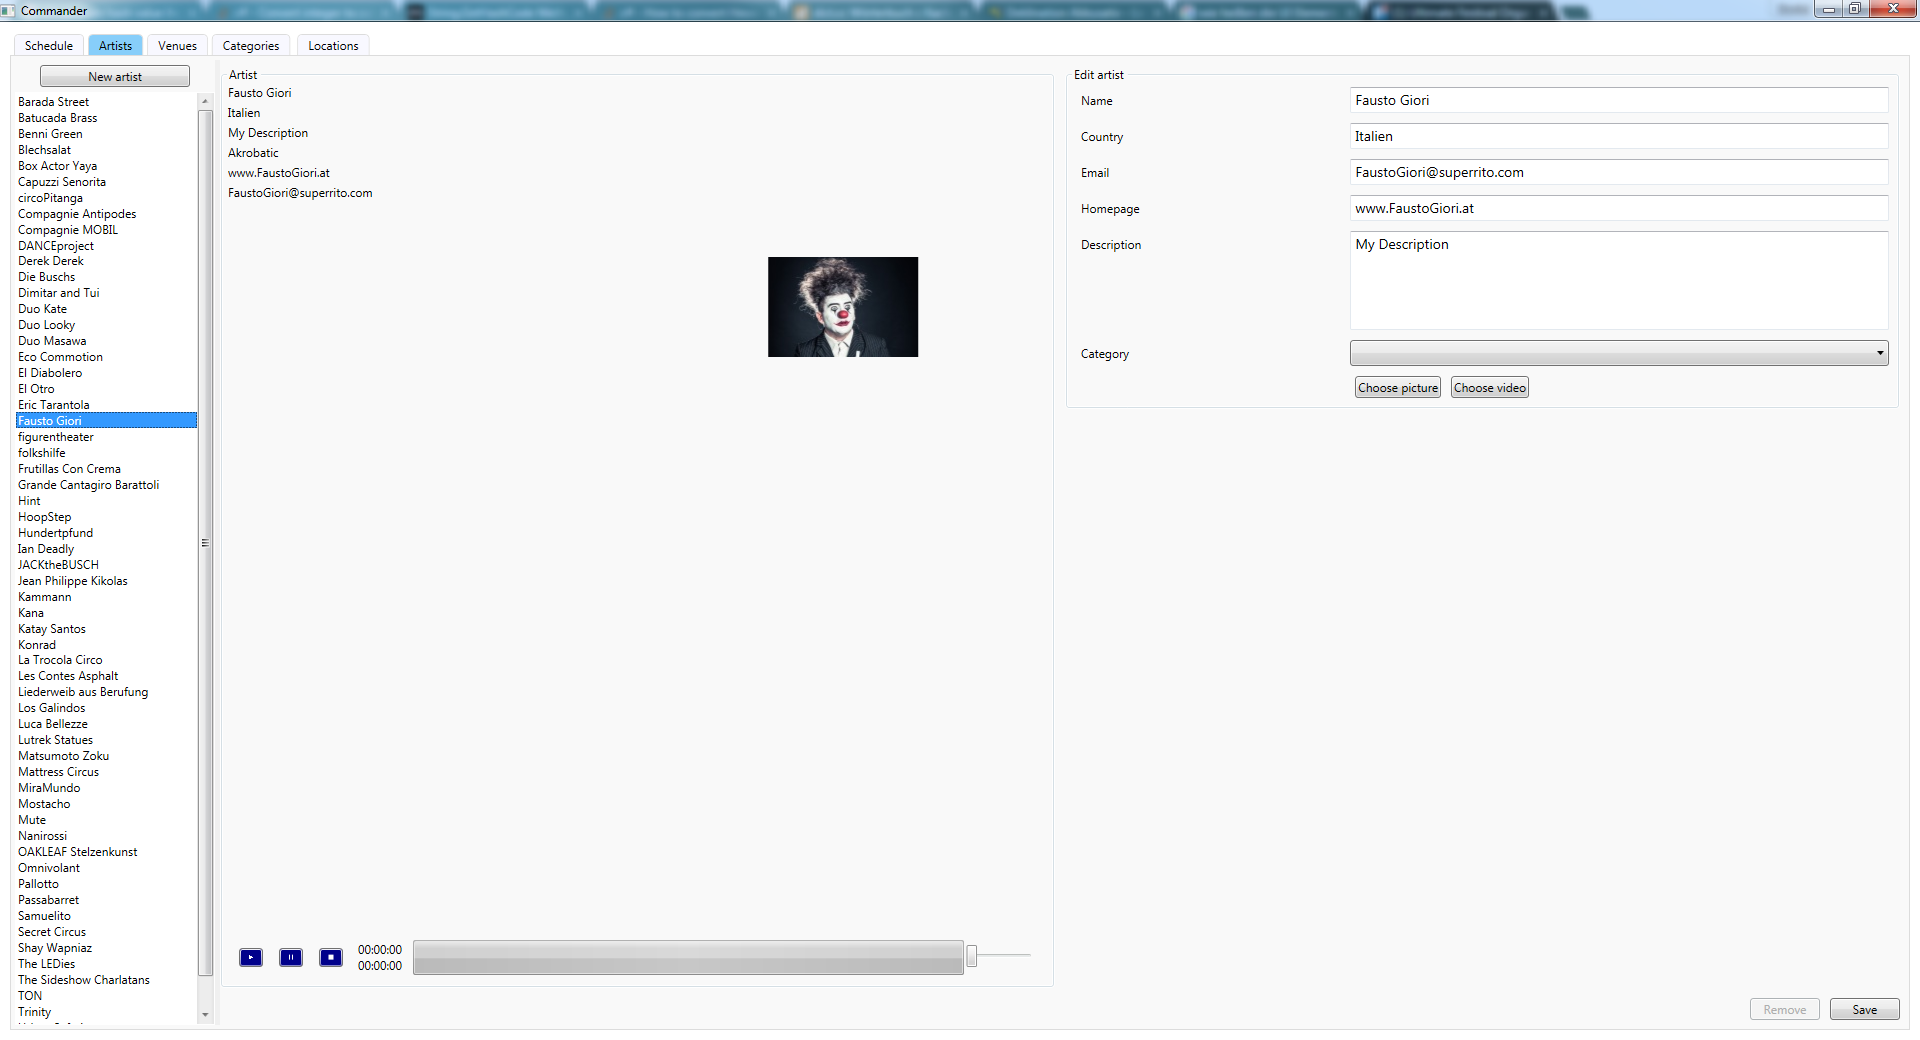 Commander
Schedule
Artists
Venues
Categories
Locations
New artist
Barada Street
Batucada Brass
Benni Green
Blechsalat
Box Actor Yaya
Capuzzi Senorita
circoPitanga
Compagnie Antipodes
Compagnie MOBIL
DANCEproject
Derek Derek
Die Buschs
Dimitar and Tui
Duo Kate
Duo Looky
Duo Masawa
Eco Commotion
El Diabolero
El Otro
Eric Tarantola
Fausto Giori
figurentheater
folkshilfe
Frutillas Con Crema
Grande Cantagiro Barattoli
Hint
HoopStep
Hundertpfund
Ian Deadly
JACKtheBUSCH
Jean Philippe Kikolas
Kammann
Kana
Katay Santos
Konrad
La Trocola Circo
Les Contes Asphalt
Liederweib aus Berufung
Los Galindos
Luca Bellezze
Lutrek Statues
Matsumoto Zoku
Mattress Circus
MiraMundo
Mostacho
Mute
Nanirossi
OAKLEAF Stelzenkunst
Omnivolant
Pallotto
Passabarret
Samuelito
Secret Circus
Shay Wapniaz
The LEDies
The Sideshow Charlatans
TON
Trinity
Artist
Fausto Giori
Italien
My Description
Akrobatic
www.FaustoGiori.at
FaustoGiori@superrito.com
00:00:00
00:00:00
Edit artist
Name
Fausto Giori
Country
Italien
Email
FaustoGiori@superrito.com
Homepage
www.FaustoGiori.at
Description
My Description
Category
Choose picture
Choose video
Remove
Save